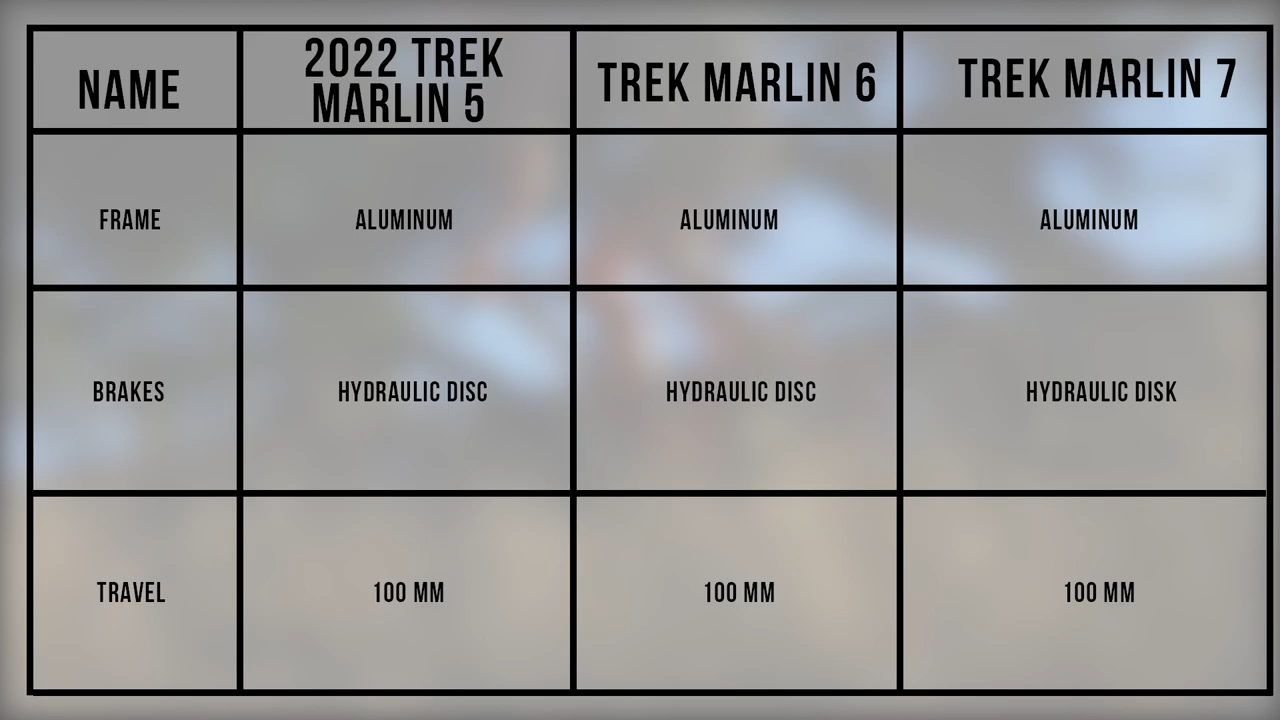 NAME
2022 TREK
MARLIN 5
TREK MARLIN 6
TREK MARLIN 7
FRAME
ALUMINUM
ALUMINUM
ALUMINUM
BRAKES
HYDRAULIC DISC
HYDRAULIC DISC
HYDRAULIC DISK
TRAVEL
100 MM
100 MM
100 MM